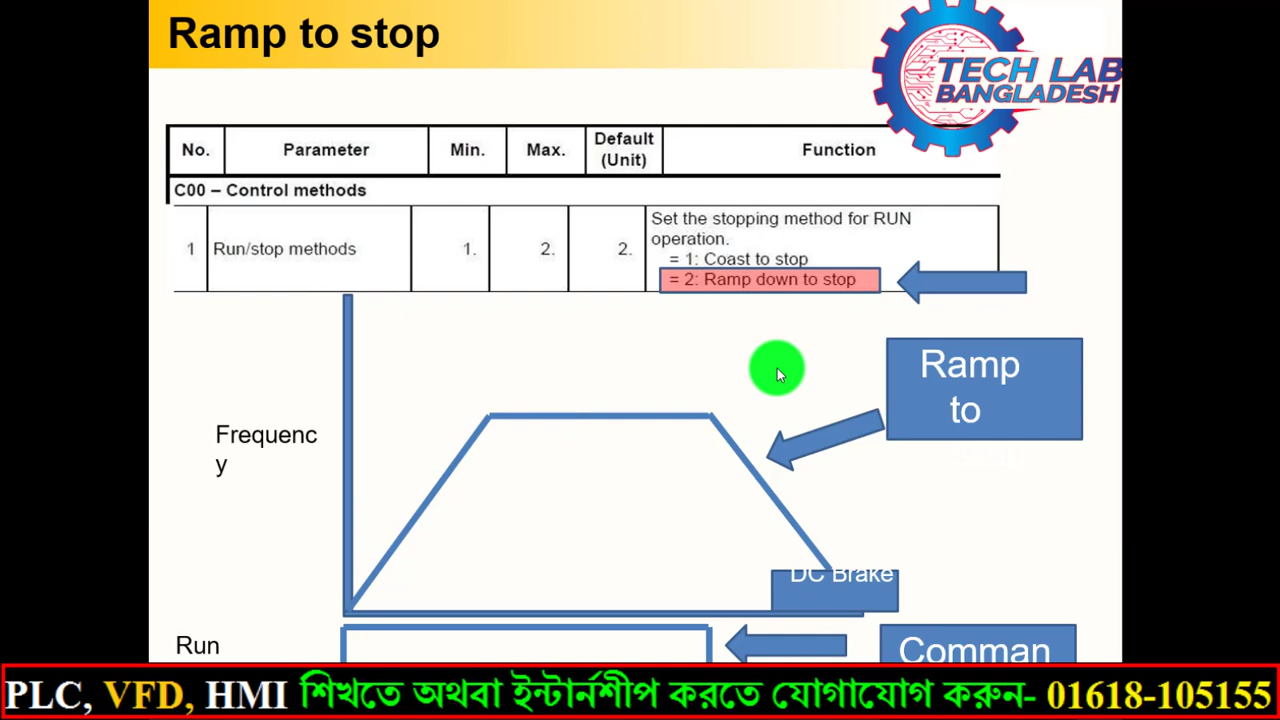 Ramp to stop
TECH LAB
BANGLADESH
No. Parameter Min. Max. Default (Unit) Function
C00 – Control methods
1 Run/stop methods 1. 2. 2. Set the stopping method for RUN
operation.
= 1: Coast to stop
= 2: Ramp down to stop
Ramp
to
Frequenc
y
DC Brake
Run
Comman
PLC, VFD, HMI শিখতে অথবা ইন্টার্নশীপ করতে যোগাযোগ করুন- 01618-105155